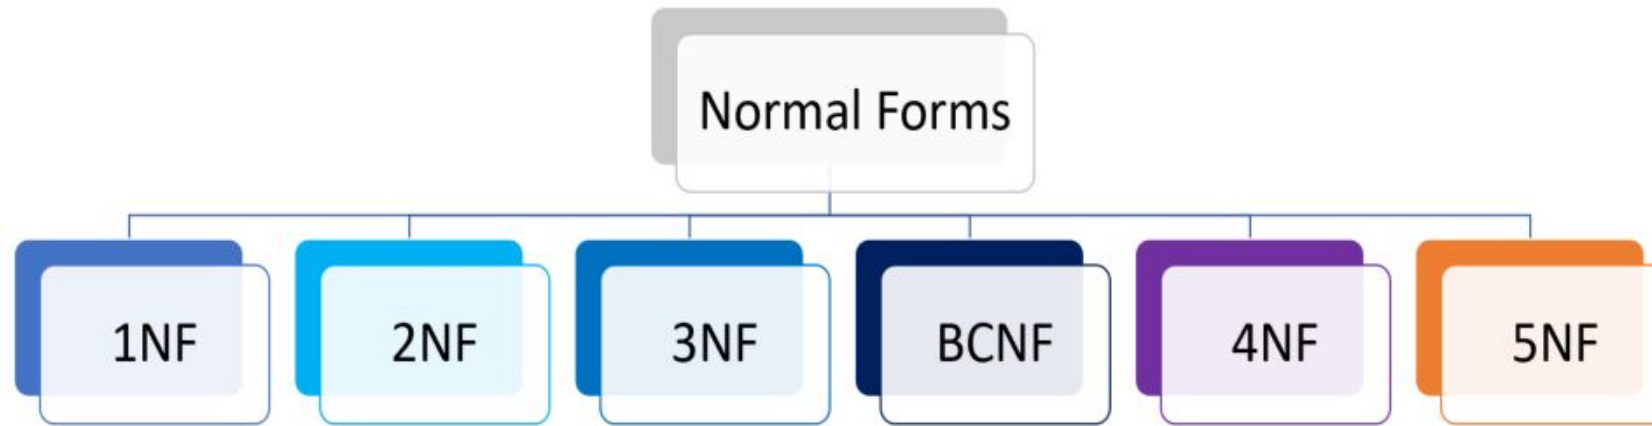 Normal Forms
1NF
2NF
3NF
BCNF
4NF
5NF